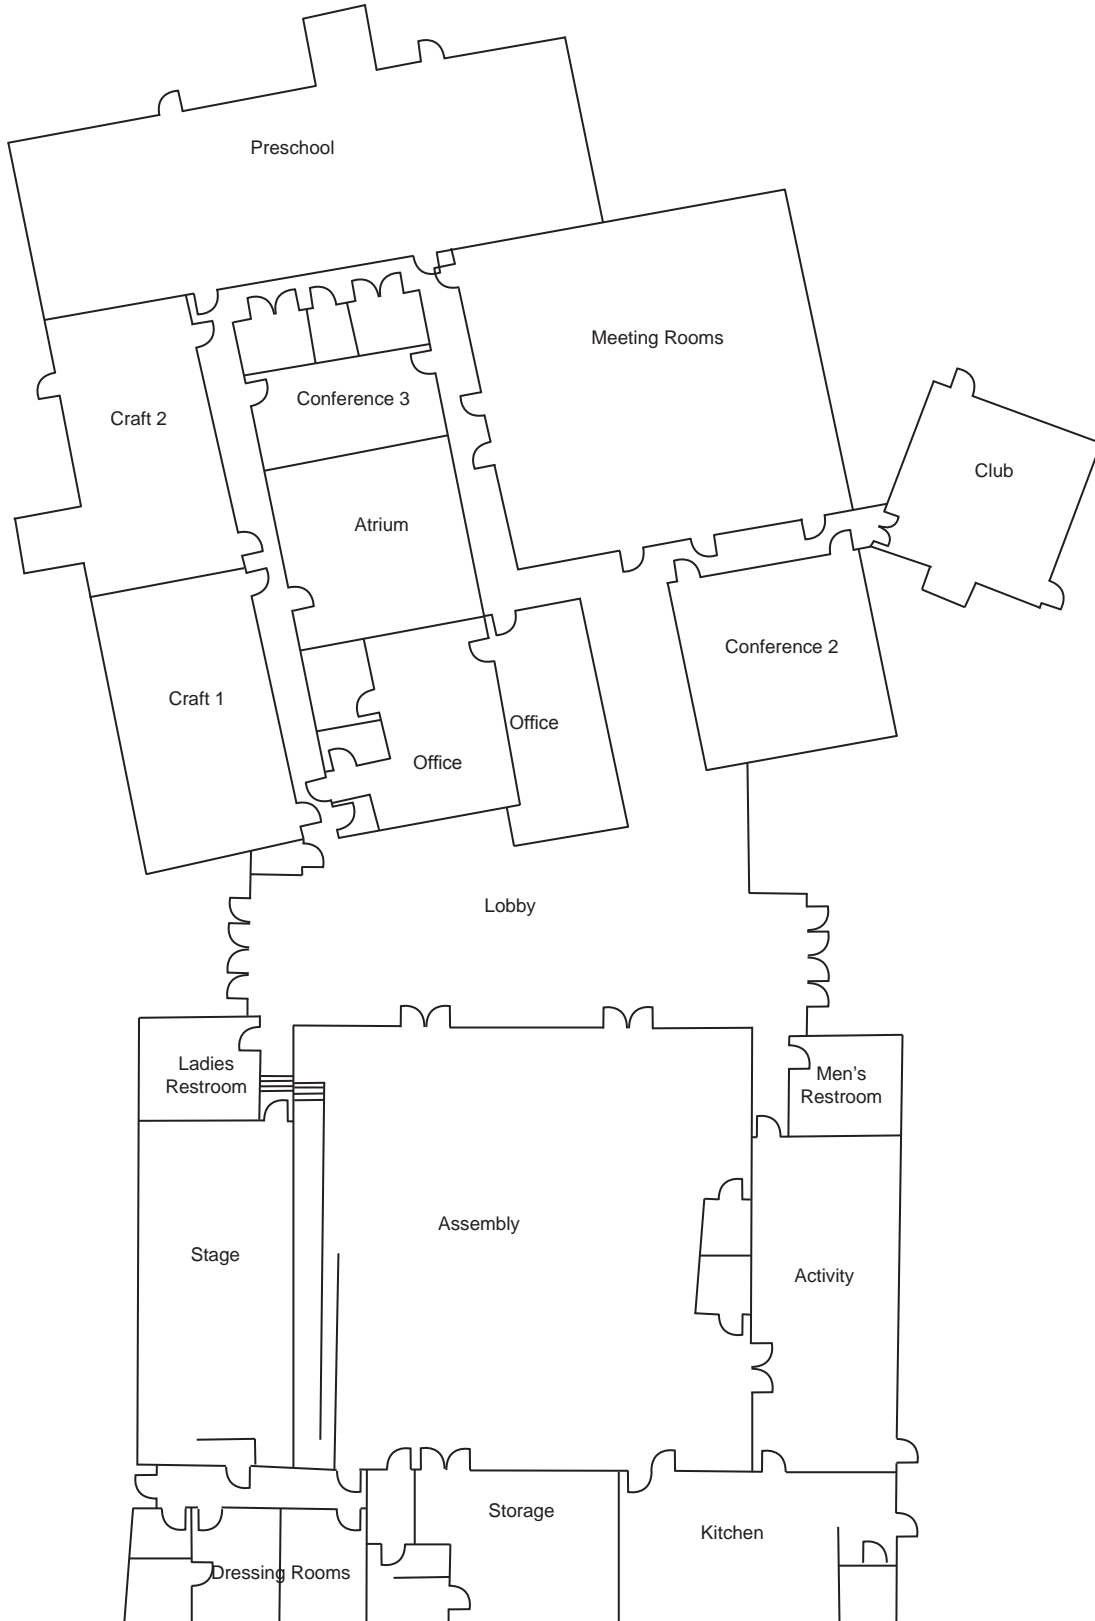 Preschool
Meeting Rooms
Conference 3
Craft 2
Club
Atrium
Conference 2
Craft 1
Office
Office
Lobby
Ladies
Restroom
Men's
Restroom
Assembly
Stage
Activity
Storage
Kitchen
Dressing Rooms